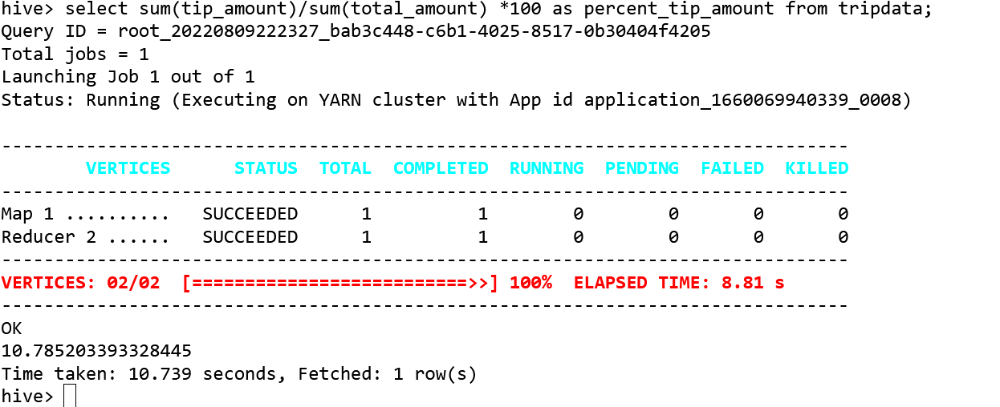 hive> select sum(tip_amount)/sum(total_amount) *100 as percent_tip_amount from tripdata;
Query ID = root_20220809222327_bab3c448-c6b1-4025-8517-0b30404f4205
Total jobs = 1
Launching Job 1 out of 1
Status: Running (Executing on YARN cluster with App id application_1660069940339_0008)
--------------------------------------------------------------------------------
        VERTICES      STATUS  TOTAL  COMPLETED  RUNNING  PENDING  FAILED  KILLED
--------------------------------------------------------------------------------
Map 1 ..........   SUCCEEDED      1          1        0        0       0       0
Reducer 2 ......   SUCCEEDED      1          1        0        0       0       0
--------------------------------------------------------------------------------
VERTICES: 02/02  [==========================>>] 100%  ELAPSED TIME: 8.81 s
--------------------------------------------------------------------------------
OK
10.785203393328445
Time taken: 10.739 seconds, Fetched: 1 row(s)
hive>